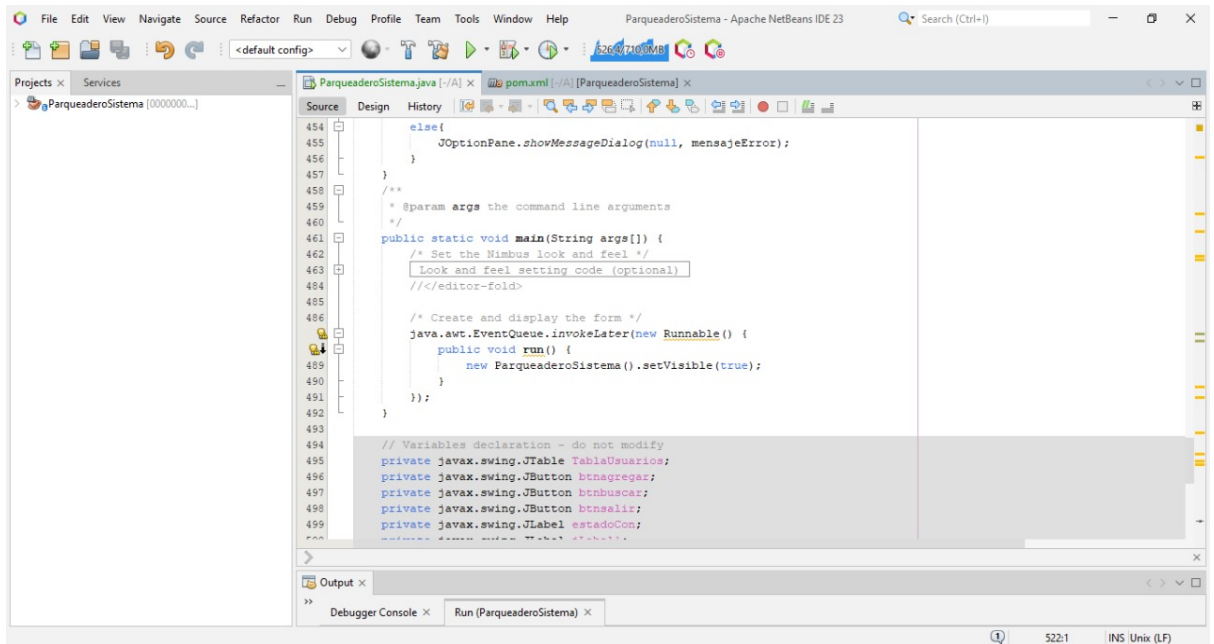 File Edit View Navigate Source Refactor Run Debug Profile Team Tools Window Help ParqueaderoSistema - Apache NetBeans IDE 23 Search (Ctrl+I)
<default config> 526,4/710,0MB
Projects Services
ParqueaderoSistema [0000000...]
ParqueaderoSistema.java [-/A] pom.xml [-/A] [ParqueaderoSistema]
Source Design History
454 else{
455 JOptionPane.showMessageDialog(null, mensajeError);
456 }
457 }
458 /**
459 * @param args the command line arguments
460 */
461 public static void main(String args[]) {
462 /* Set the Nimbus look and feel */
463 Look and feel setting code (optional)
484 //</editor-fold>
485
486 /* Create and display the form */
java.awt.EventQueue.invokeLater(new Runnable() {
public void run() {
489 new ParqueaderoSistema().setVisible(true);
490 }
491 });
492 }
493
494 // Variables declaration - do not modify
495 private javax.swing.JTable TablaUsuarios;
496 private javax.swing.JButton btnagregar;
497 private javax.swing.JButton btnbuscar;
498 private javax.swing.JButton btnsalir;
499 private javax.swing.JLabel estadoCon;
Output
Debugger Console Run (ParqueaderoSistema)
1 522:1 INS Unix (LF)